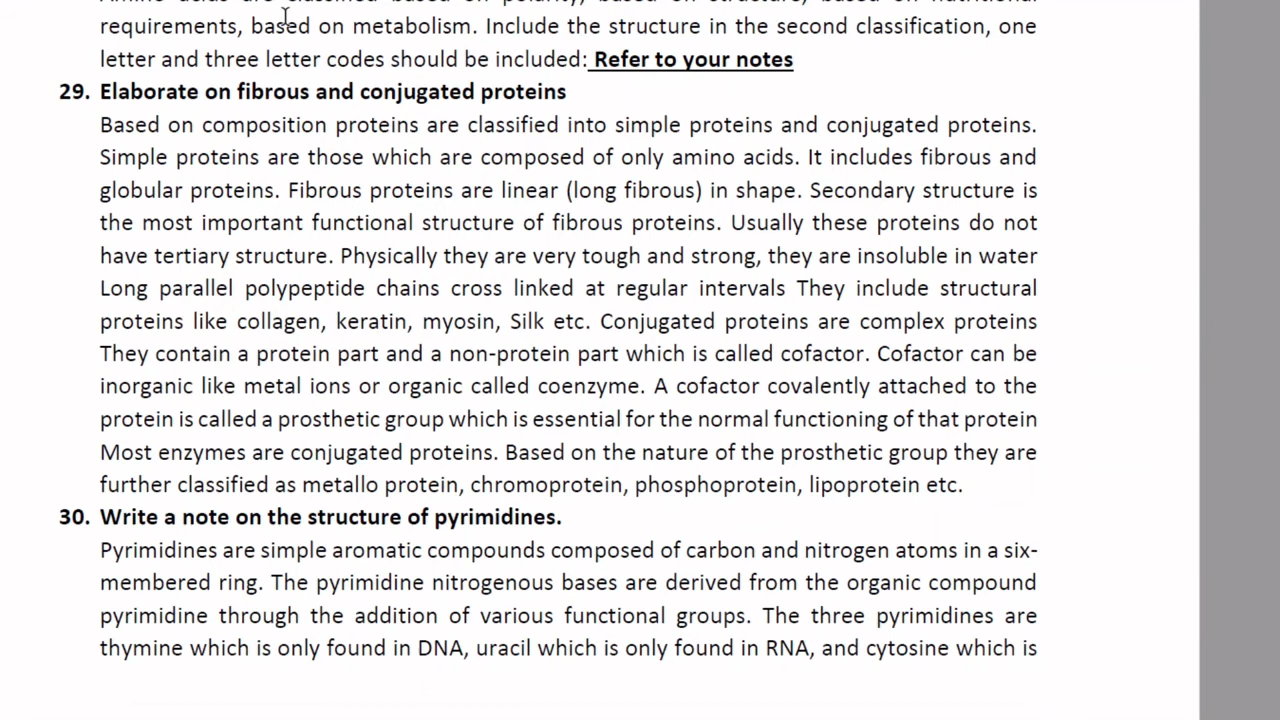 Amino acids are classified based on polarity, based on structure, based on nutritional
requirements, based on metabolism. Include the structure in the second classification, one
letter and three letter codes should be included: Refer to your notes
29. Elaborate on fibrous and conjugated proteins
Based on composition proteins are classified into simple proteins and conjugated proteins.
Simple proteins are those which are composed of only amino acids. It includes fibrous and
globular proteins. Fibrous proteins are linear (long fibrous) in shape. Secondary structure is
the most important functional structure of fibrous proteins. Usually these proteins do not
have tertiary structure. Physically they are very tough and strong, they are insoluble in water
Long parallel polypeptide chains cross linked at regular intervals They include structural
proteins like collagen, keratin, myosin, Silk etc. Conjugated proteins are complex proteins
They contain a protein part and a non-protein part which is called cofactor. Cofactor can be
inorganic like metal ions or organic called coenzyme. A cofactor covalently attached to the
protein is called a prosthetic group which is essential for the normal functioning of that protein
Most enzymes are conjugated proteins. Based on the nature of the prosthetic group they are
further classified as metallo protein, chromoprotein, phosphoprotein, lipoprotein etc.
30. Write a note on the structure of pyrimidines.
Pyrimidines are simple aromatic compounds composed of carbon and nitrogen atoms in a six-
membered ring. The pyrimidine nitrogenous bases are derived from the organic compound
pyrimidine through the addition of various functional groups. The three pyrimidines are
thymine which is only found in DNA, uracil which is only found in RNA, and cytosine which is